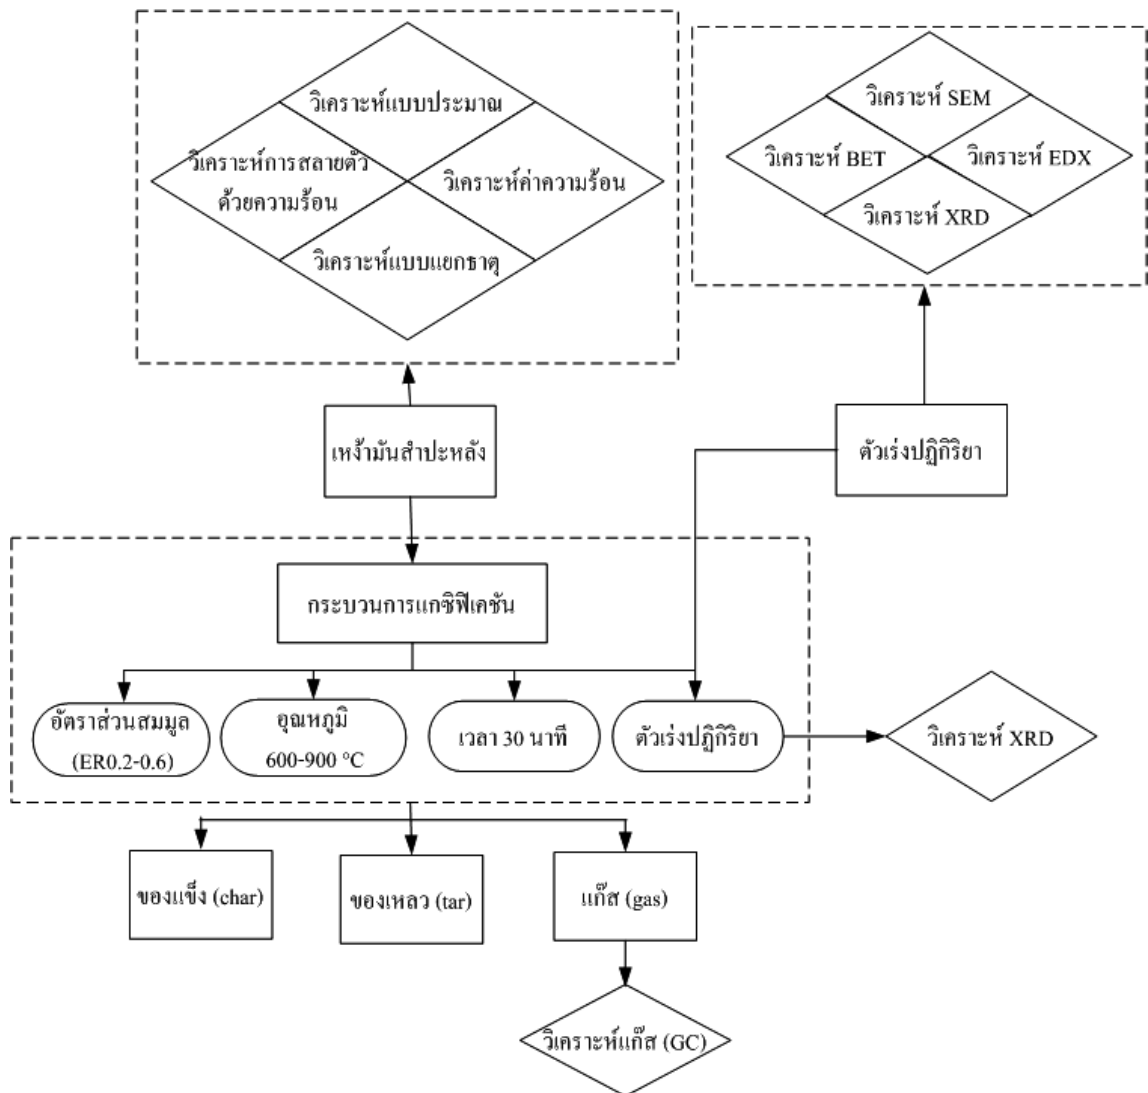 วิเคราะห์แบบประมาณ
วิเคราะห์การสลายตัว
ด้วยความร้อน
วิเคราะห์ค่าความร้อน
วิเคราะห์แบบแยกธาตุ
วิเคราะห์ SEM
วิเคราะห์ BET
วิเคราะห์ EDX
วิเคราะห์ XRD
เหง้ามันสำปะหลัง
ตัวเร่งปฏิกิริยา
กระบวนการแกซิฟิเคชัน
อัตราส่วนสมมูล
(ER0.2-0.6)
อุณหภูมิ
600-900 °C
เวลา 30 นาที
ตัวเร่งปฏิกิริยา
วิเคราะห์ XRD
ของแข็ง (char)
ของเหลว (tar)
แก๊ส (gas)
วิเคราะห์แก๊ส (GC)